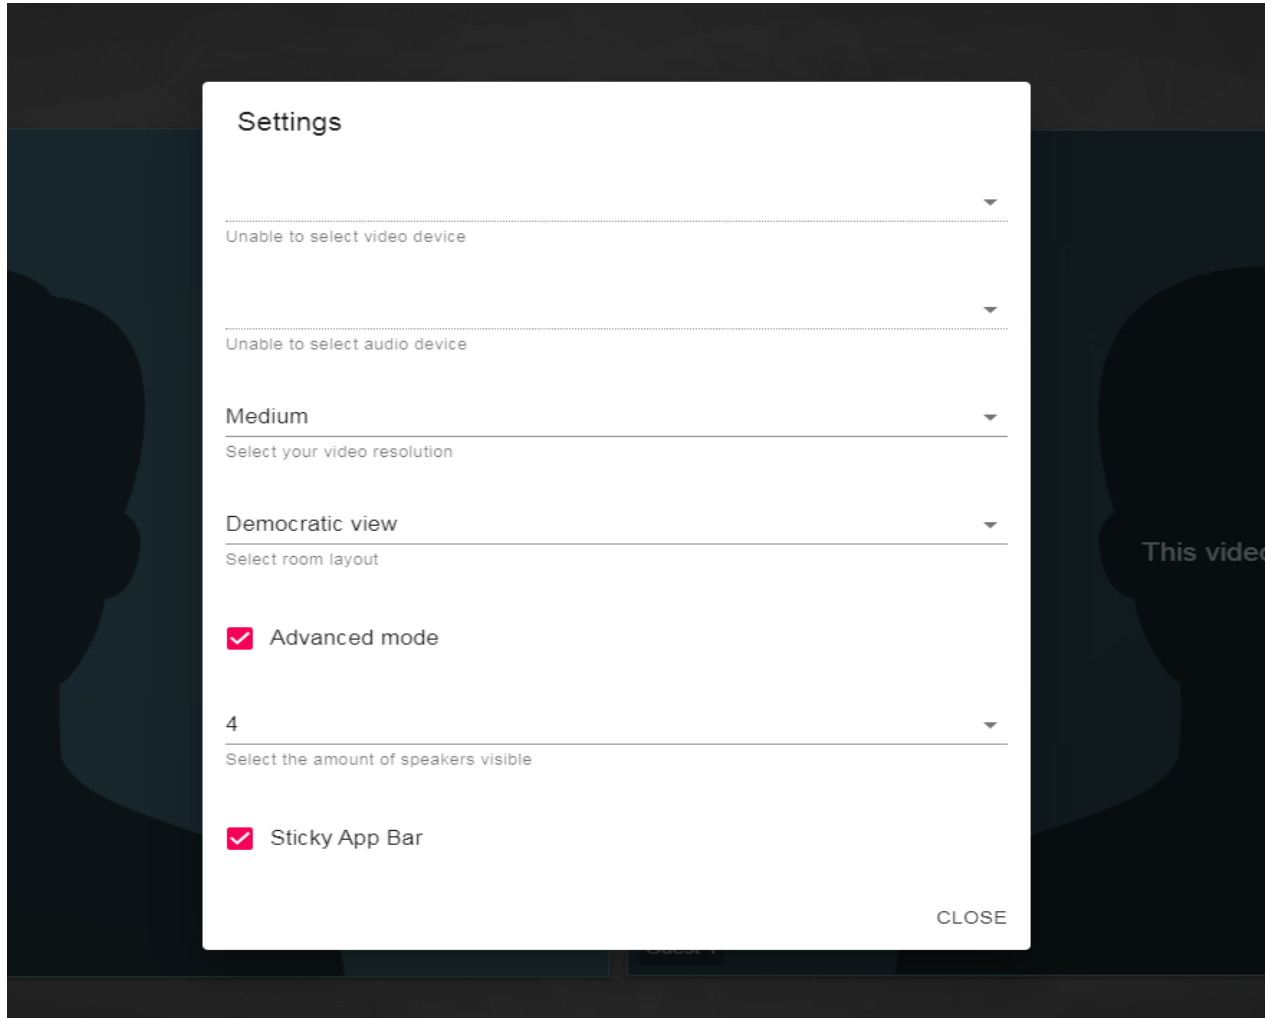 Settings
Unable to select video device
Unable to select audio device
Medium
Select your video resolution
Democratic view
Select room layout
This video
Advanced mode
4
Select the amount of speakers visible
Sticky App Bar
CLOSE